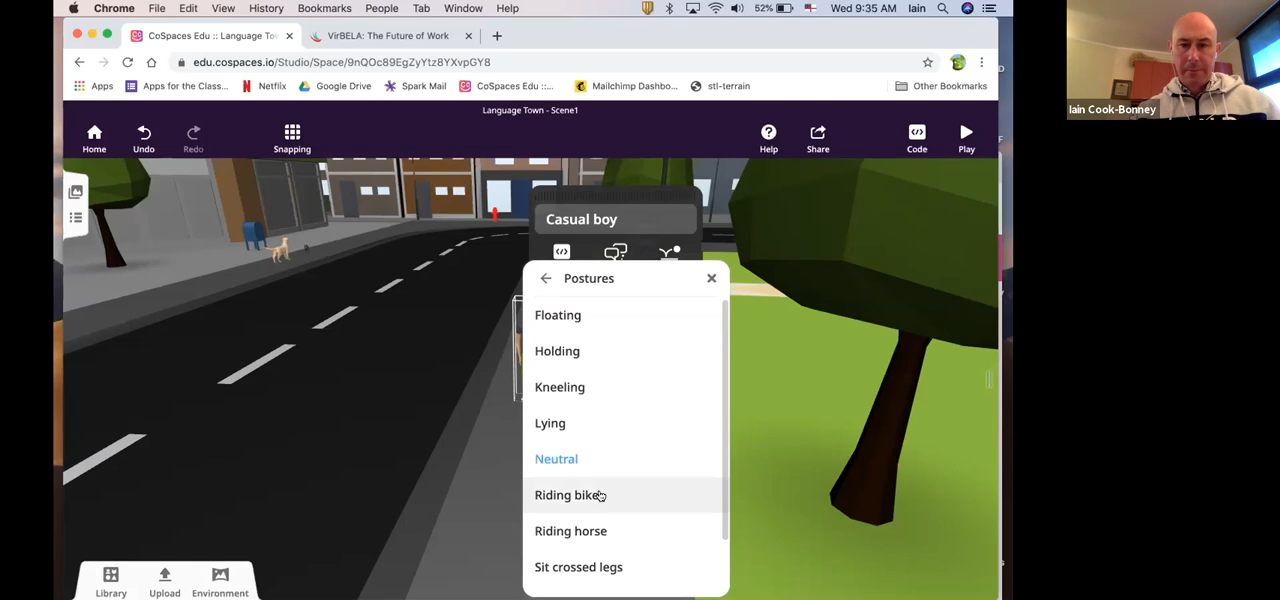 Chrome File Edit View History Bookmarks People Tab Window Help 52% Wed 9:35 AM Iain
CoSpaces Edu :: Language Tow VirBELA: The Future of Work
edu.cospaces.io/Studio/Space/9nQOc89EgZyYtz8YXvpGY8
Apps Apps for the Class... Netflix Google Drive Spark Mail CoSpaces Edu ::... Mailchimp Dashbo... stl-terrain Other Bookmarks
Language Town - Scene1
Home Undo Redo Snapping Help Share Code Play
Casual boy
Postures
Floating
Holding
Kneeling
Lying
Neutral
Riding bike
Riding horse
Sit crossed legs
Library Upload Environment
Iain Cook-Bonney